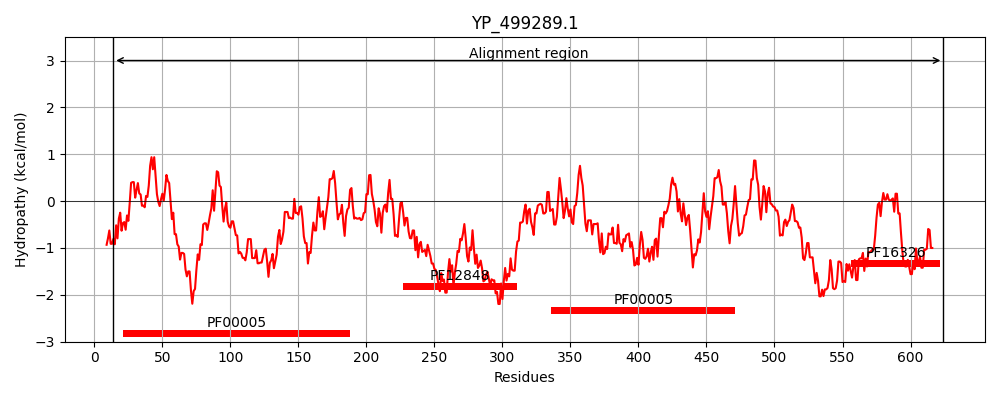 YP_499289.1
Alignment region
Hydropathy (kcal/mol)
3
2
1
0
−1
−2
−3
PF16326
PF12848
PF00005
PF00005
0 50 100 150 200 250 300 350 400 450 500 550 600
Residues